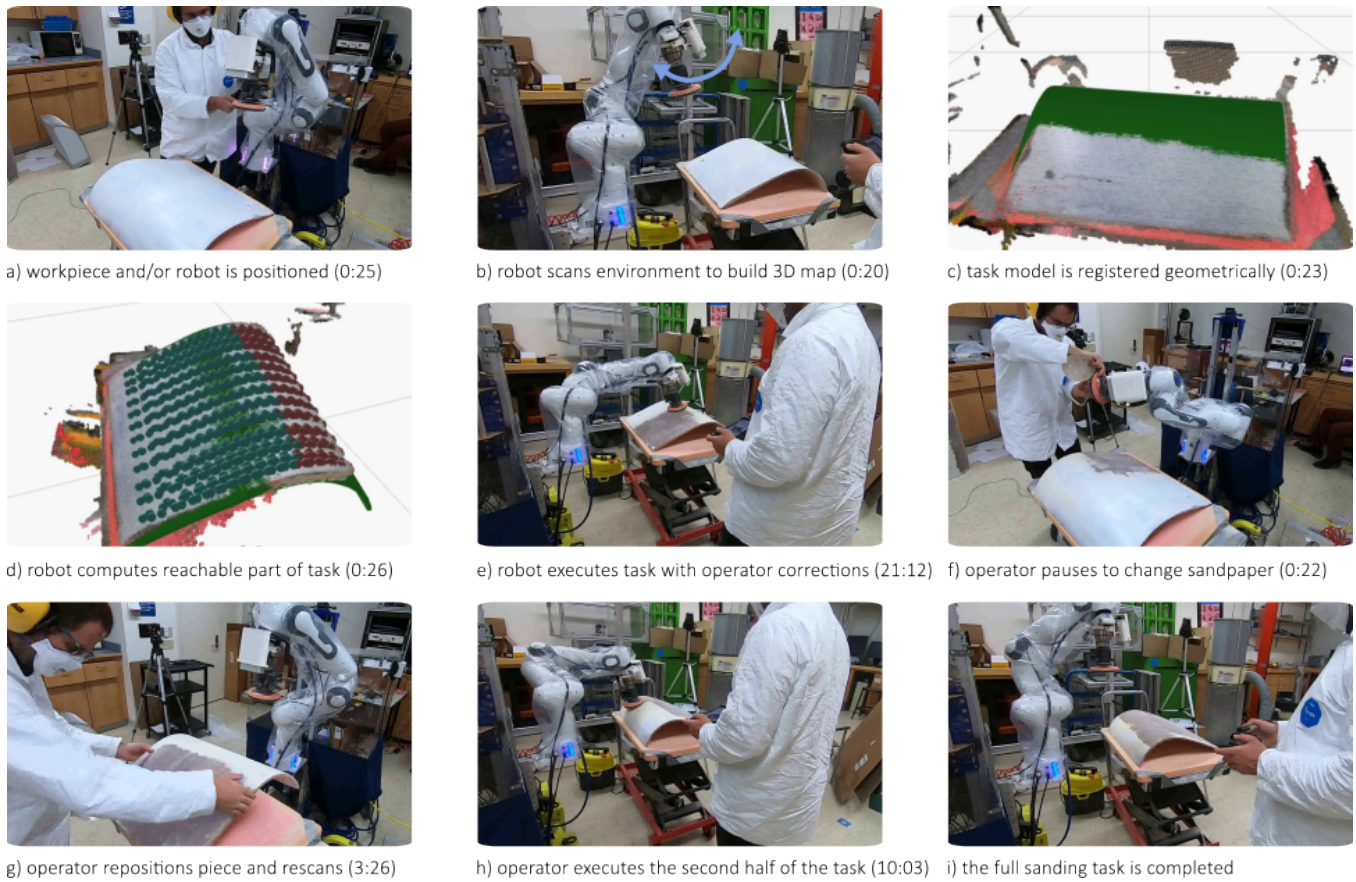 a) workpiece and/or robot is positioned (0:25)
b) robot scans environment to build 3D map (0:20)
c) task model is registered geometrically (0:23)
d) robot computes reachable part of task (0:26)
e) robot executes task with operator corrections (21:12)
f) operator pauses to change sandpaper (0:22)
g) operator repositions piece and rescans (3:26)
h) operator executes the second half of the task (10:03)
i) the full sanding task is completed